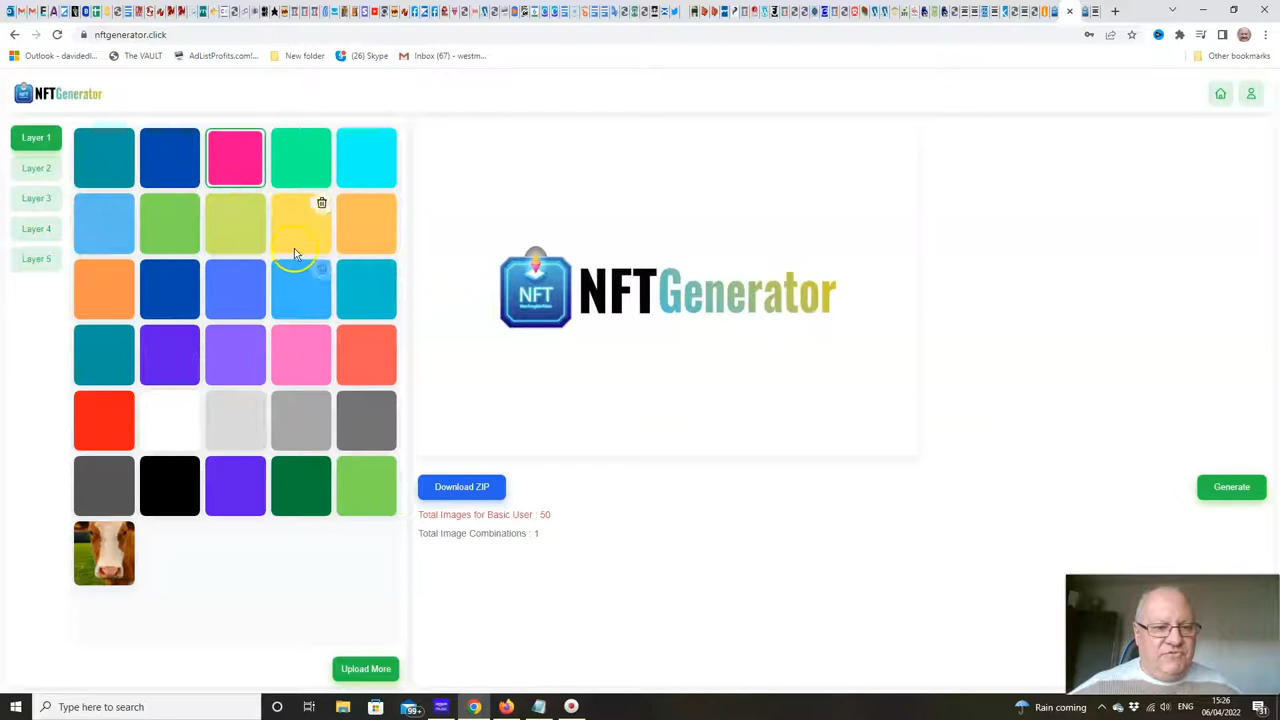 nftgenerator.click
Outlook - davidedl...
The VAULT
AdListProfits.com!...
New folder
(26) Skype
Inbox (67) - westm...
Other bookmarks
NFTGenerator
Layer 1
Layer 2
Layer 3
Layer 4
Layer 5
NFT
NFTGenerator
Download ZIP
Generate
Total Images for Basic User : 50
Total Image Combinations : 1
Upload More
Type here to search
99+
Rain coming
ENG
15:26
06/04/2022